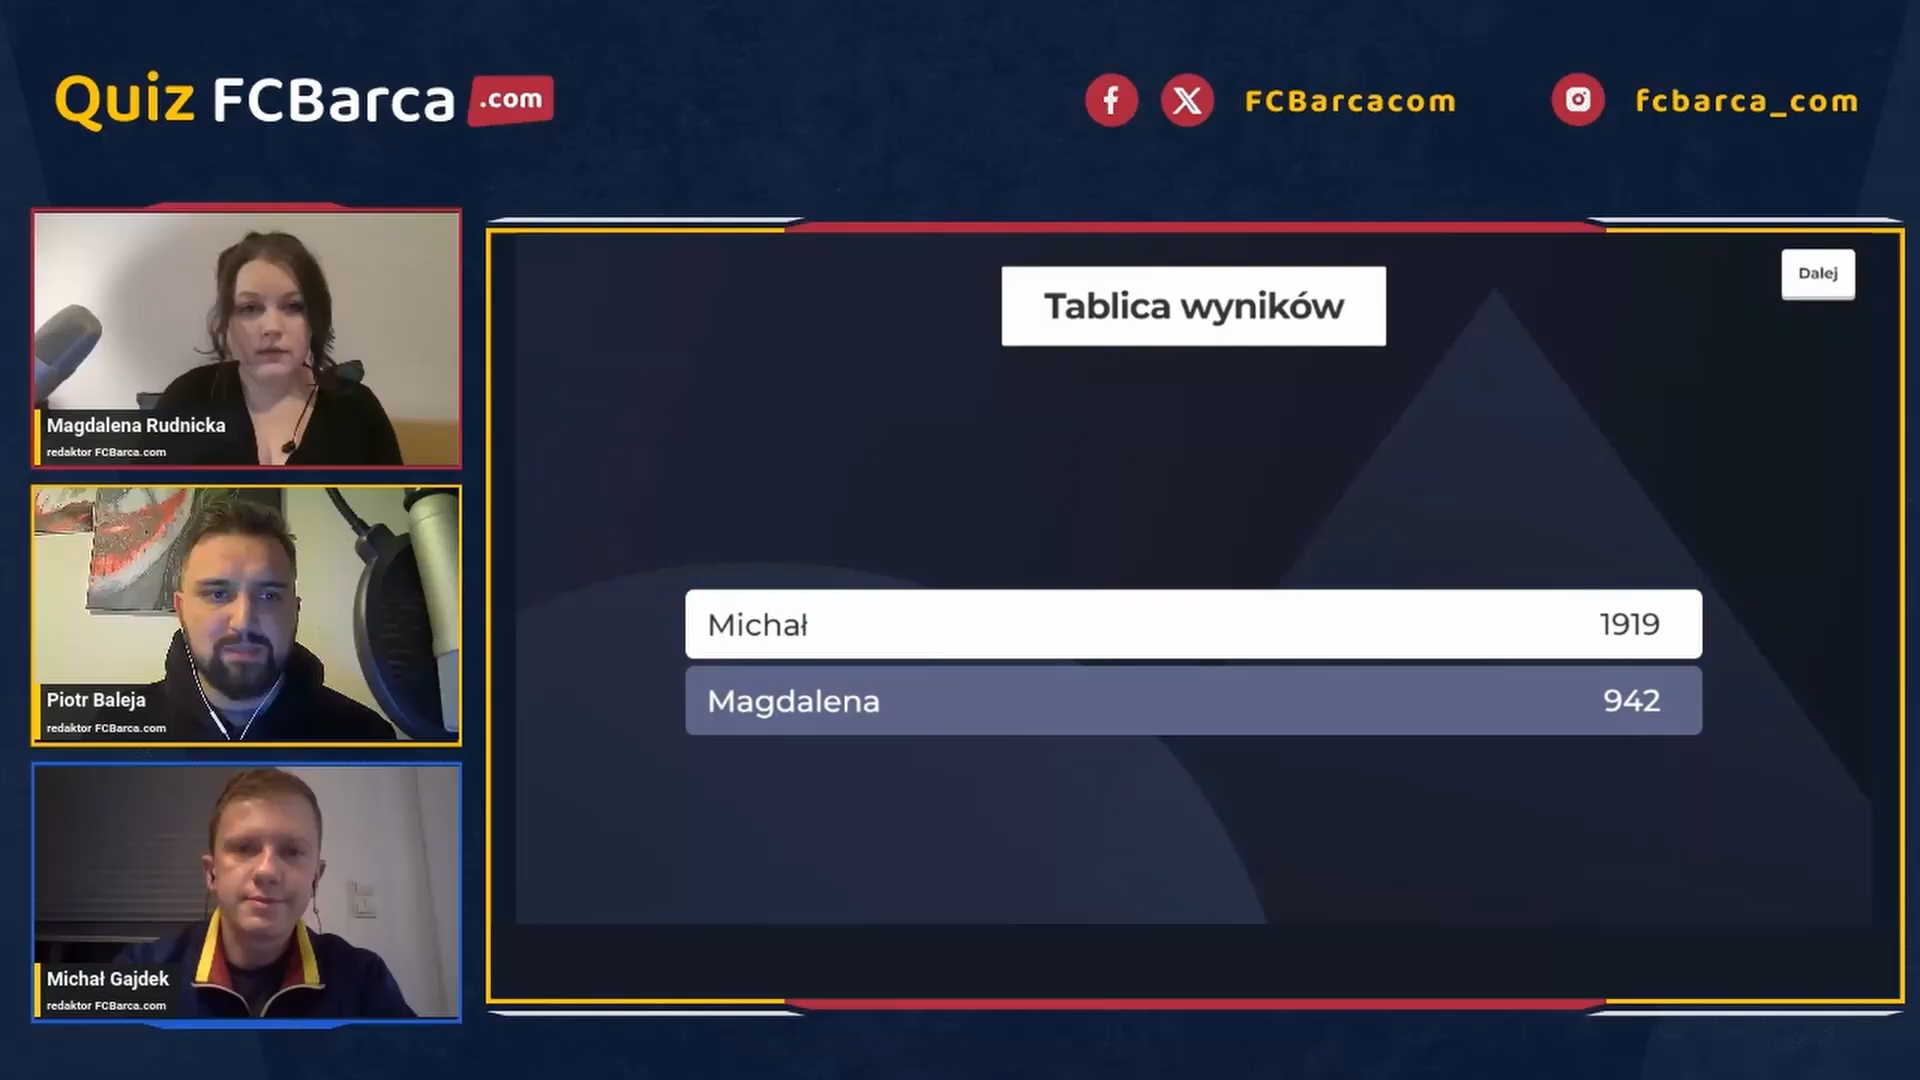 Quiz FCBarca .com
FCBarcacom
fcbarca_com
Magdalena Rudnicka
redaktor FCBarca.com
Piotr Baleja
redaktor FCBarca.com
Michał Gajdek
redaktor FCBarca.com
Tablica wyników
Dalej
Michał 1919
Magdalena 942